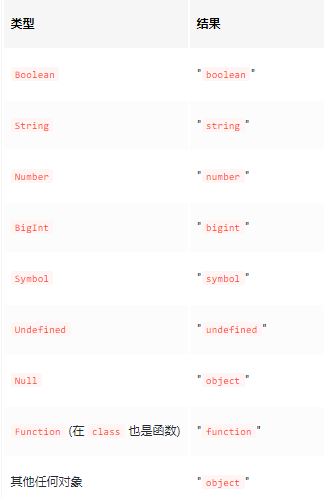 类型 结果
Boolean "boolean"
String "string"
Number "number"
BigInt "bigint"
Symbol "symbol"
Undefined "undefined"
Null "object"
Function (在 class 也是函数) "function"
其他任何对象 "object"